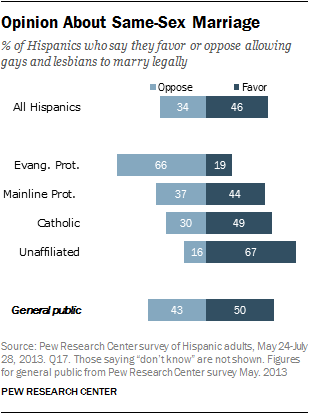 Opinion About Same-Sex Marriage
% of Hispanics who say they favor or oppose allowing
gays and lesbians to marry legally
Oppose Favor
All Hispanics 34 46
Evang. Prot. 66 19
Mainline Prot. 37 44
Catholic 30 49
Unaffiliated 16 67
General public 43 50
Source: Pew Research Center survey of Hispanic adults, May 24-July
28, 2013. Q17. Those saying “don’t know” are not shown. Figures
for general public from Pew Research Center survey May. 2013
PEW RESEARCH CENTER